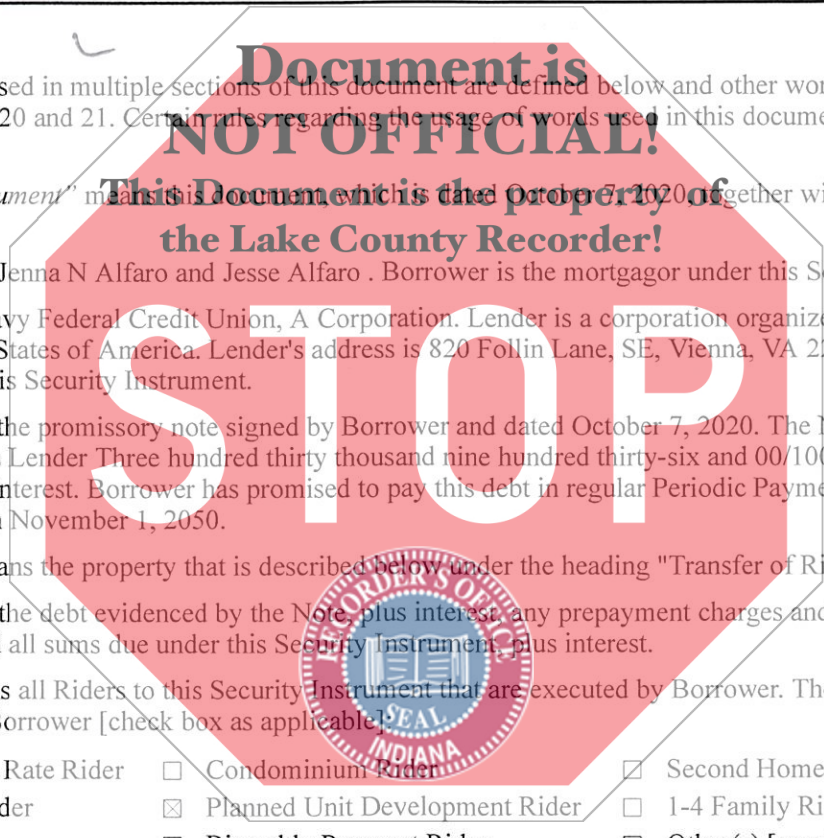 Document is
NOT OFFICIAL!
This Document is the property of
the Lake County Recorder!
STOP
sed in multiple sections of this document are defined below and other wor
20 and 21. Certain rules regarding the usage of words used in this docume
ument" means this document, which is dated October 7, 2020, together wi
Jenna N Alfaro and Jesse Alfaro . Borrower is the mortgagor under this S
vy Federal Credit Union, A Corporation. Lender is a corporation organize
States of America. Lender's address is 820 Follin Lane, SE, Vienna, VA 22
is Security Instrument.
the promissory note signed by Borrower and dated October 7, 2020. The N
Lender Three hundred thirty thousand nine hundred thirty-six and 00/100
nterest. Borrower has promised to pay this debt in regular Periodic Payme
November 1, 2050.
ans the property that is described below under the heading "Transfer of Ri
the debt evidenced by the Note, plus interest, any prepayment charges and
all sums due under this Security Instrument, plus interest.
s all Riders to this Security Instrument that are executed by Borrower. The
Borrower [check box as applicable]:
Rate Rider ☐ Condominium Rider ☐ Second Home
der ☒ Planned Unit Development Rider ☐ 1-4 Family Ri
RECORDER'S OFFICE
SEAL
INDIANA